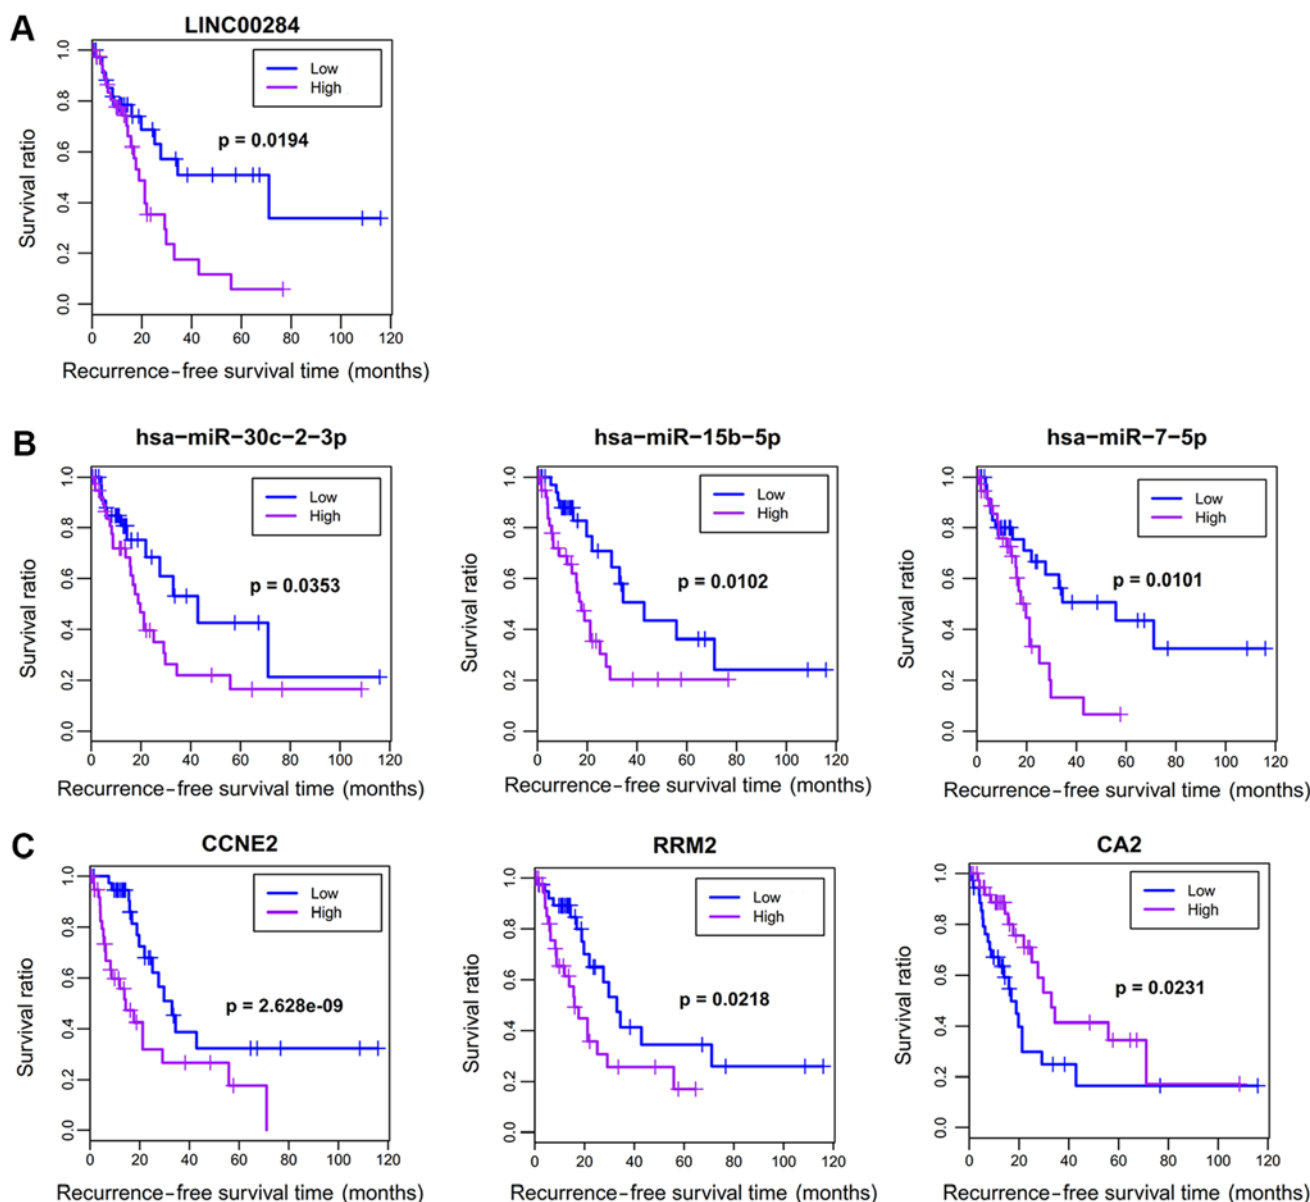 A
LINC00284
Low
High
p = 0.0194
Survival ratio
0.0 0.2 0.4 0.6 0.8 1.0
0 20 40 60 80 100 120
Recurrence-free survival time (months)
B
hsa-miR-30c-2-3p
Low
High
p = 0.0353
Survival ratio
0.0 0.2 0.4 0.6 0.8 1.0
0 20 40 60 80 100 120
Recurrence-free survival time (months)
hsa-miR-15b-5p
Low
High
p = 0.0102
Survival ratio
0.0 0.2 0.4 0.6 0.8 1.0
0 20 40 60 80 100 120
Recurrence-free survival time (months)
hsa-miR-7-5p
Low
High
p = 0.0101
Survival ratio
0.0 0.2 0.4 0.6 0.8 1.0
0 20 40 60 80 100 120
Recurrence-free survival time (months)
C
CCNE2
Low
High
p = 2.628e-09
Survival ratio
0.0 0.2 0.4 0.6 0.8 1.0
0 20 40 60 80 100 120
Recurrence-free survival time (months)
RRM2
Low
High
p = 0.0218
Survival ratio
0.0 0.2 0.4 0.6 0.8 1.0
0 20 40 60 80 100 120
Recurrence-free survival time (months)
CA2
Low
High
p = 0.0231
Survival ratio
0.0 0.2 0.4 0.6 0.8 1.0
0 20 40 60 80 100 120
Recurrence-free survival time (months)